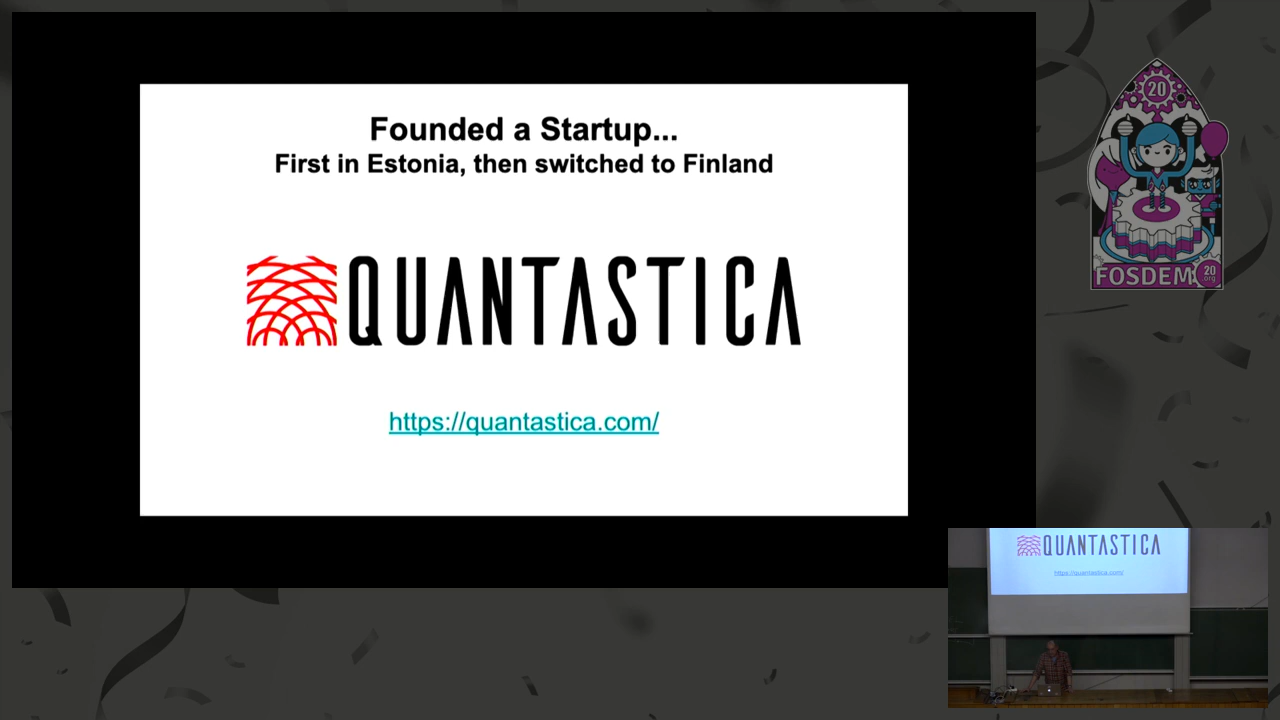 Founded a Startup...
First in Estonia, then switched to Finland
QUANTASTICA
https://quantastica.com/
20
FOSDEM
20
org
QUANTASTICA
https://quantastica.com/